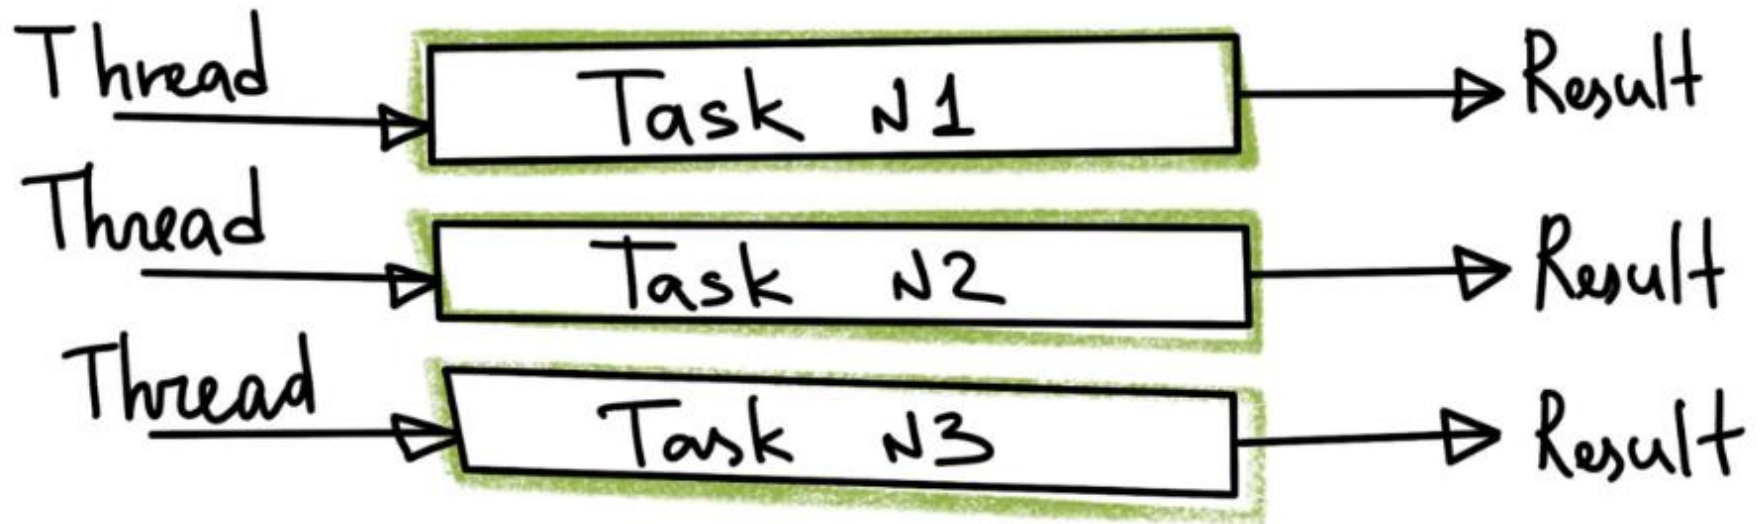 Thread Task N1 Result
Thread Task N2 Result
Thread Task N3 Result